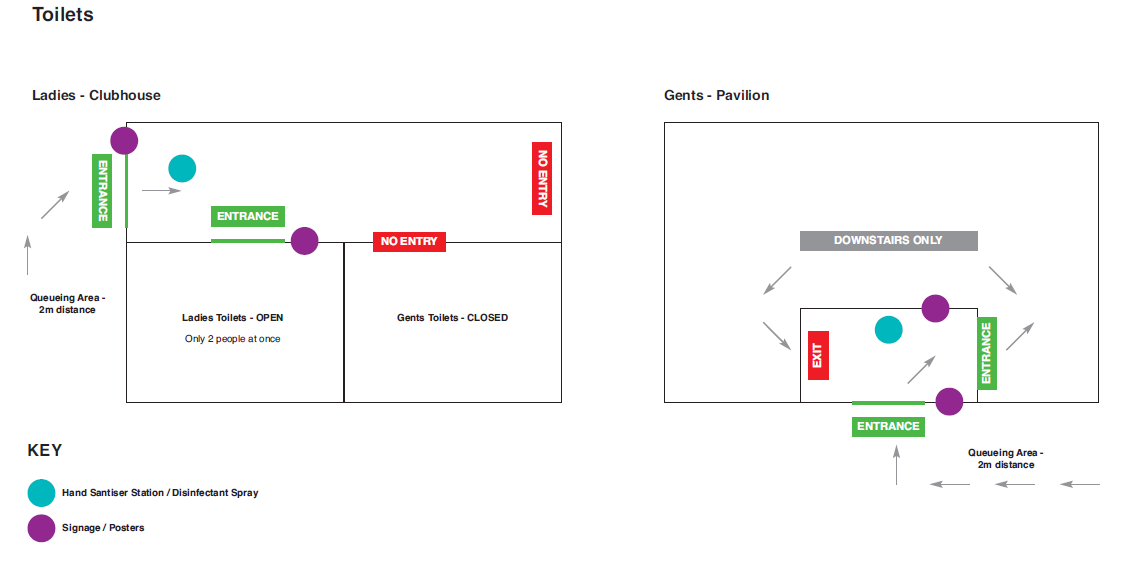 Toilets
Ladies - Clubhouse
ENTRANCE
ENTRANCE
NO ENTRY
NO ENTRY
Queueing Area -
2m distance
Ladies Toilets - OPEN
Only 2 people at once
Gents Toilets - CLOSED
Gents - Pavilion
DOWNSTAIRS ONLY
EXIT
ENTRANCE
ENTRANCE
Queueing Area -
2m distance
KEY
Hand Santiser Station / Disinfectant Spray
Signage / Posters